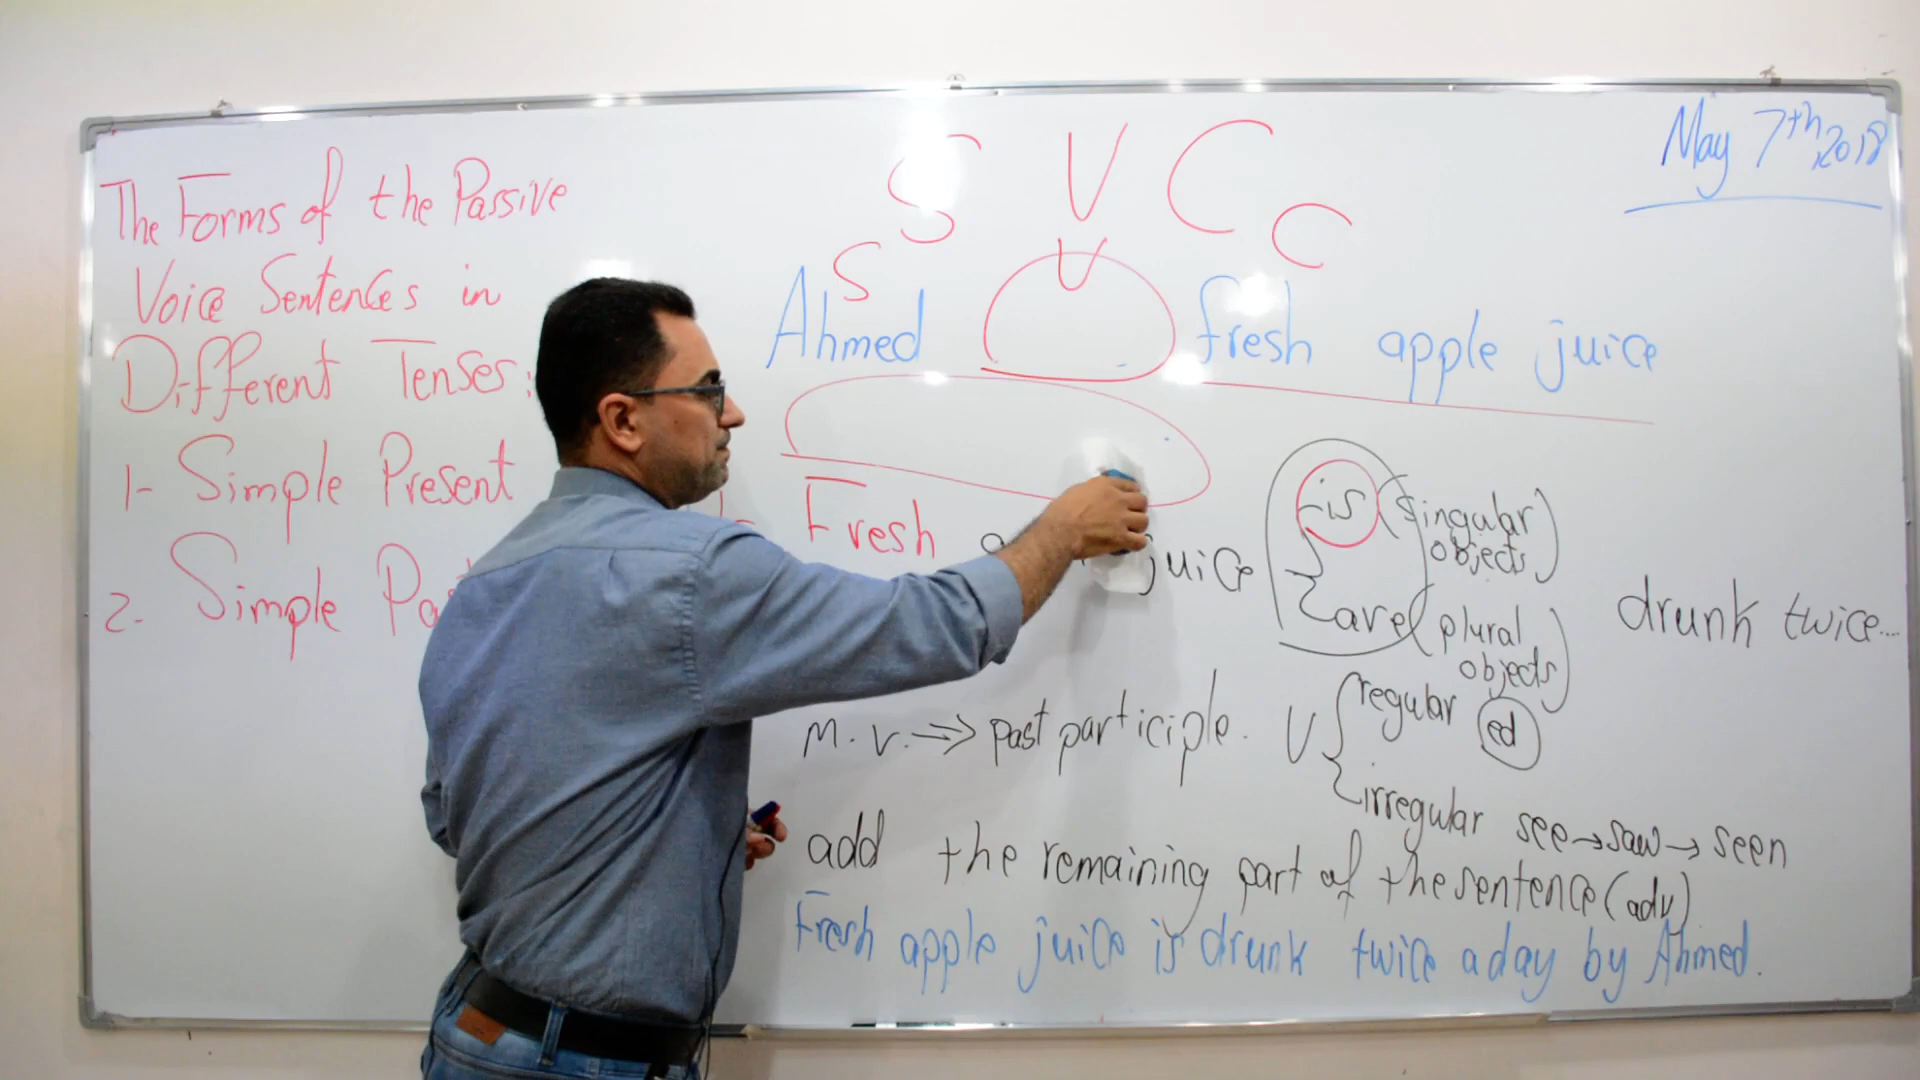 The Forms of the Passive
Voice Sentences in
Different Tenses:
1- Simple Present
2- Simple
May 7th, 2018
S V C
S V C
Ahmed fresh apple juice
Fresh juice
is (singular objects)
are (plural objects)
drunk twice...
m.v. => past participle.
V { regular ed
irregular see → saw → seen
add the remaining part of the sentence (adv)
Fresh apple juice is drunk twice a day by Ahmed.